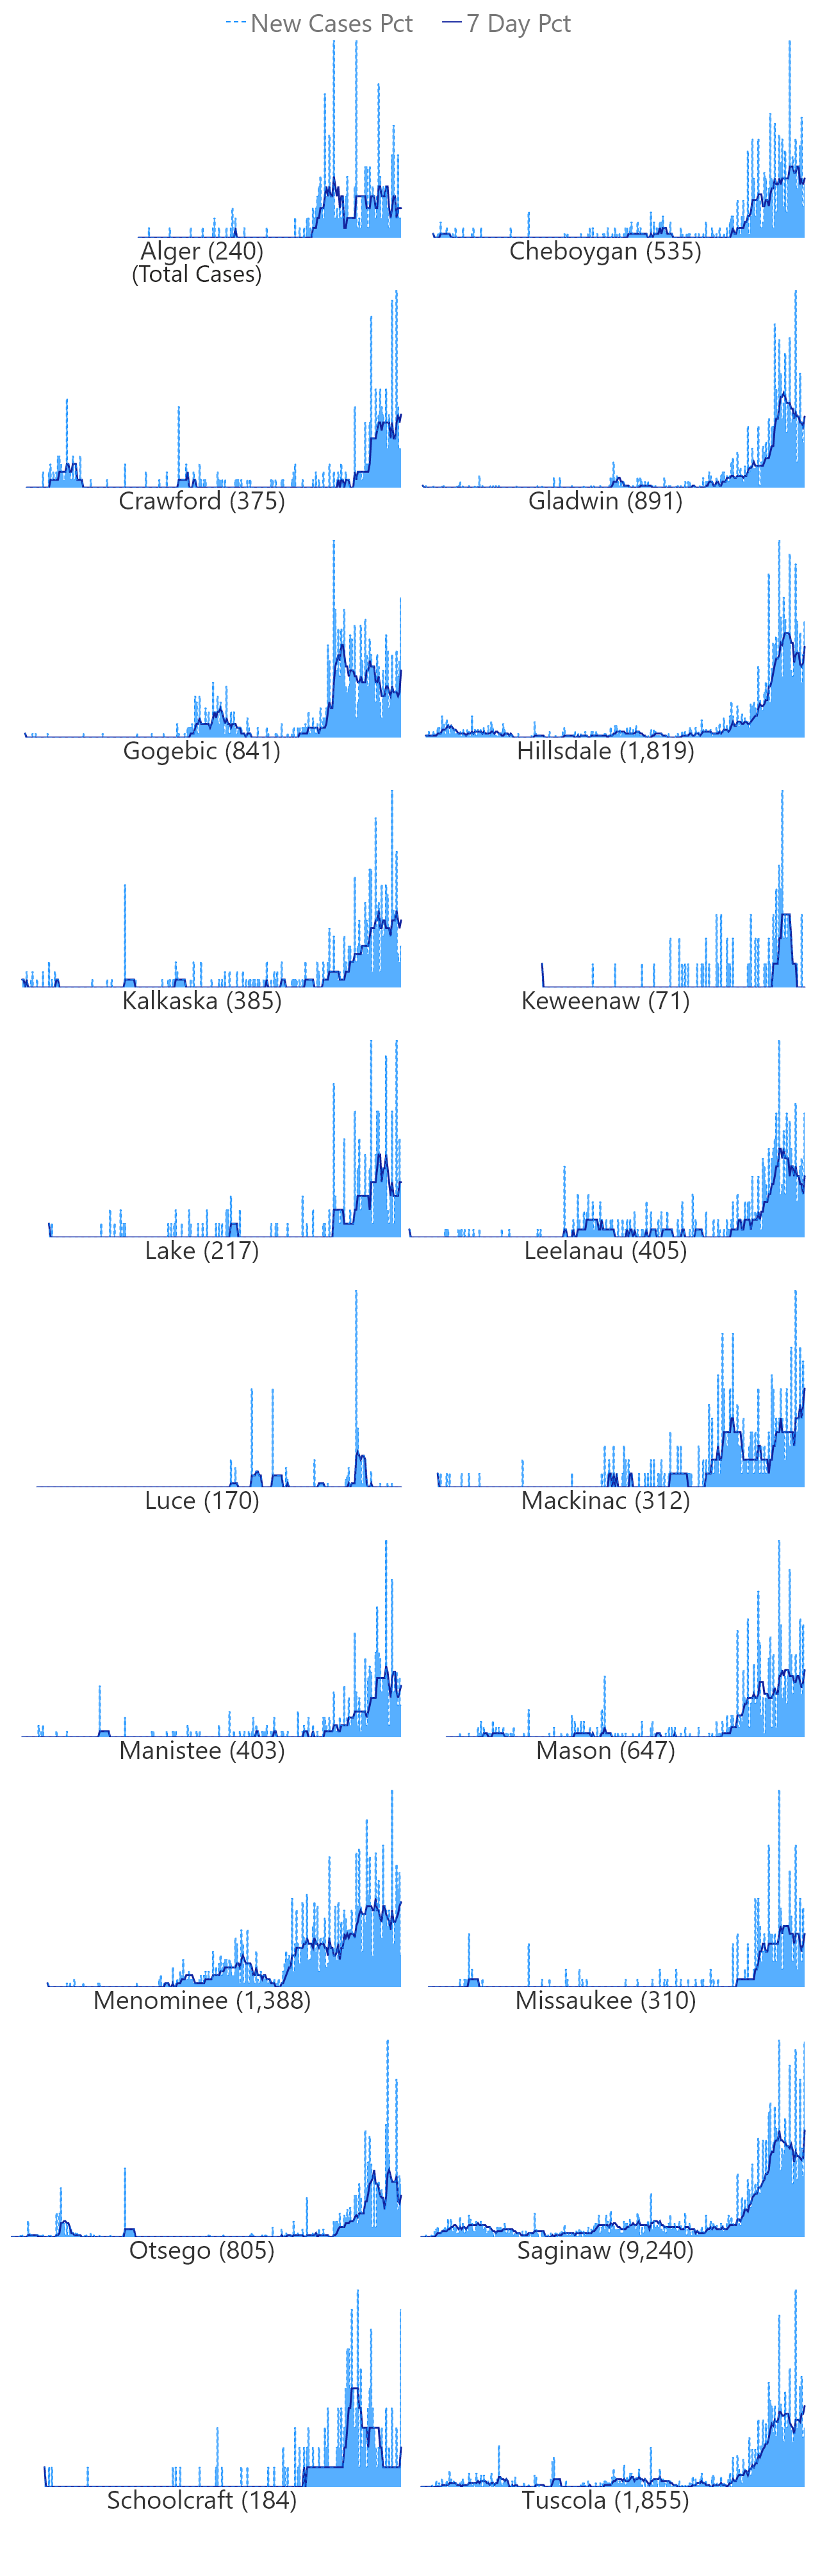 New Cases Pct 7 Day Pct
Alger (240) Cheboygan (535)
(Total Cases)
Crawford (375) Gladwin (891)
Gogebic (841) Hillsdale (1,819)
Kalkaska (385) Keweenaw (71)
Lake (217) Leelanau (405)
Luce (170) Mackinac (312)
Manistee (403) Mason (647)
Menominee (1,388) Missaukee (310)
Otsego (805) Saginaw (9,240)
Schoolcraft (184) Tuscola (1,855)